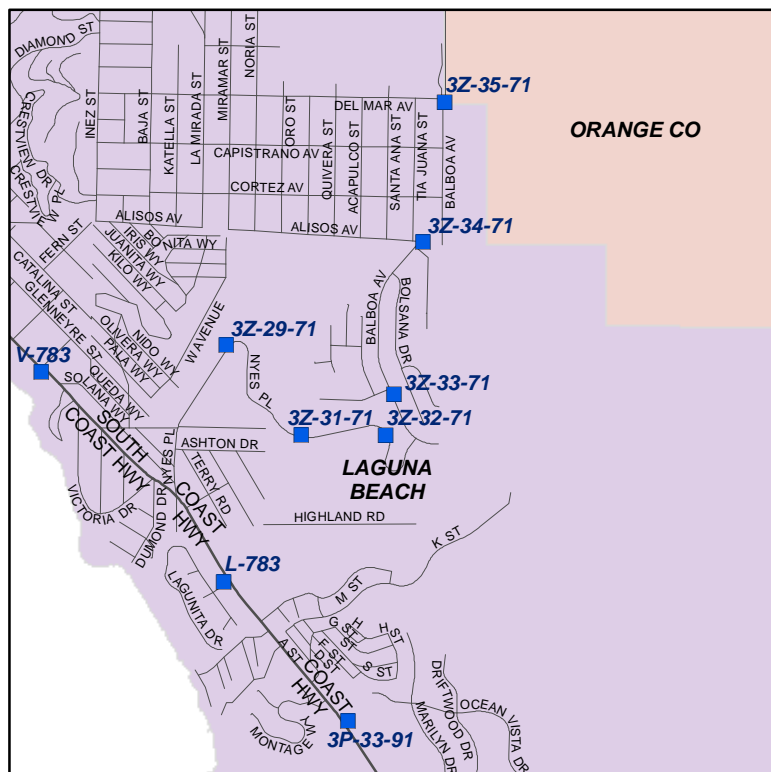 DIAMOND ST
CRESTVIEW DR
CRESTVIEW PL
INEZ ST
BAJA ST
KATELLA ST
LA MIRADA ST
MIRAMAR ST
NORIA ST
ORO ST
QUIVERA ST
ACAPULCO ST
SANTA ANA ST
TIA JUANA ST
BALBOA AV
DEL MAR AV
3Z-35-71
ORANGE CO
CAPISTRANO AV
CORTEZ AV
ALISOS AV
ALISOS AV
3Z-34-71
FERN ST
BONITA WY
IRIS WY
JUANITA WY
KILO WY
CATALINA ST
GLENNEYRE ST
NIDO WY
OLIVERA WY
PALA WY
W AVENUE
BALBOA AV
BOLSANA DR
3Z-29-71
NYES PL
V-783
QUEDA WY
SOLANA WY
3Z-33-71
3Z-31-71
3Z-32-71
SOUTH
COAST HWY
ASHTON DR
LAGUNA
BEACH
NYES PL
TERRY RD
COAST
HWY
VICTORIA DR
DUMOND DR
HIGHLAND RD
K ST
L-783
LAGUNITA DR
M ST
G ST
H ST
H ST
F ST
D ST
S ST
A ST
COAST
HWY
DRIFTWOOD DR
OCEAN VISTA DR
MARILYN DR
MONTAGE WY
3P-33-91